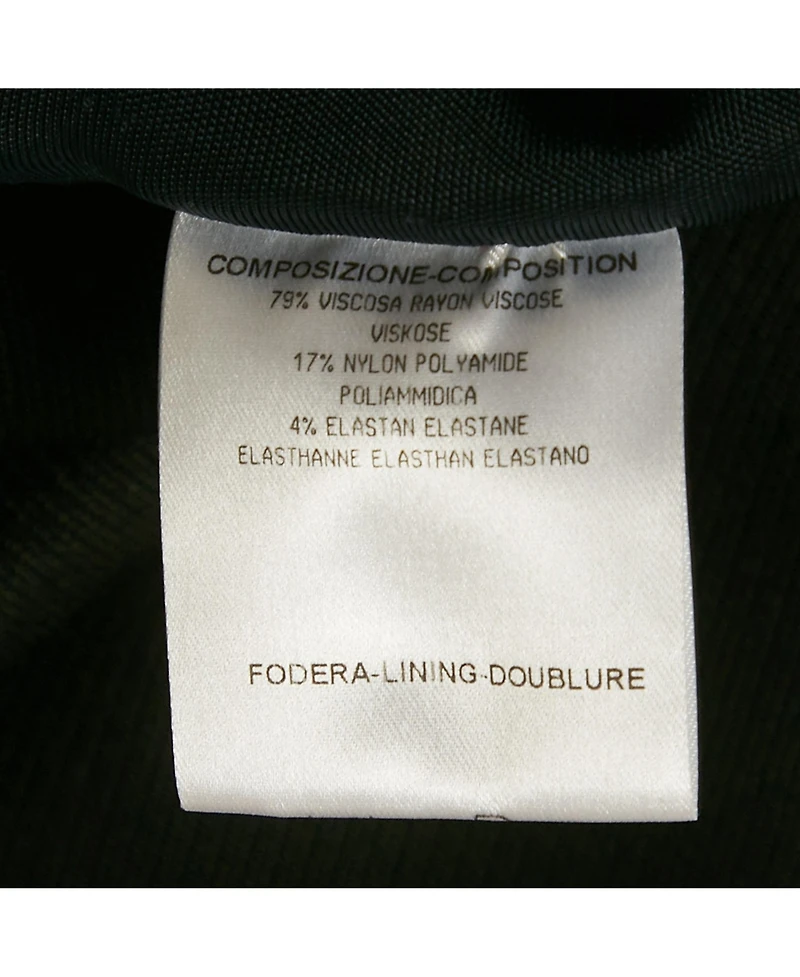 COMPOSIZIONE-COMPOSITION
79% VISCOSA RAYON VISCOSE
VISKOSE
17% NYLON POLYAMIDE
POLIAMMIDICA
4% ELASTAN ELASTANE
ELASTHANNE ELASTHAN ELASTANO
FODERA-LINING-DOUBLURE